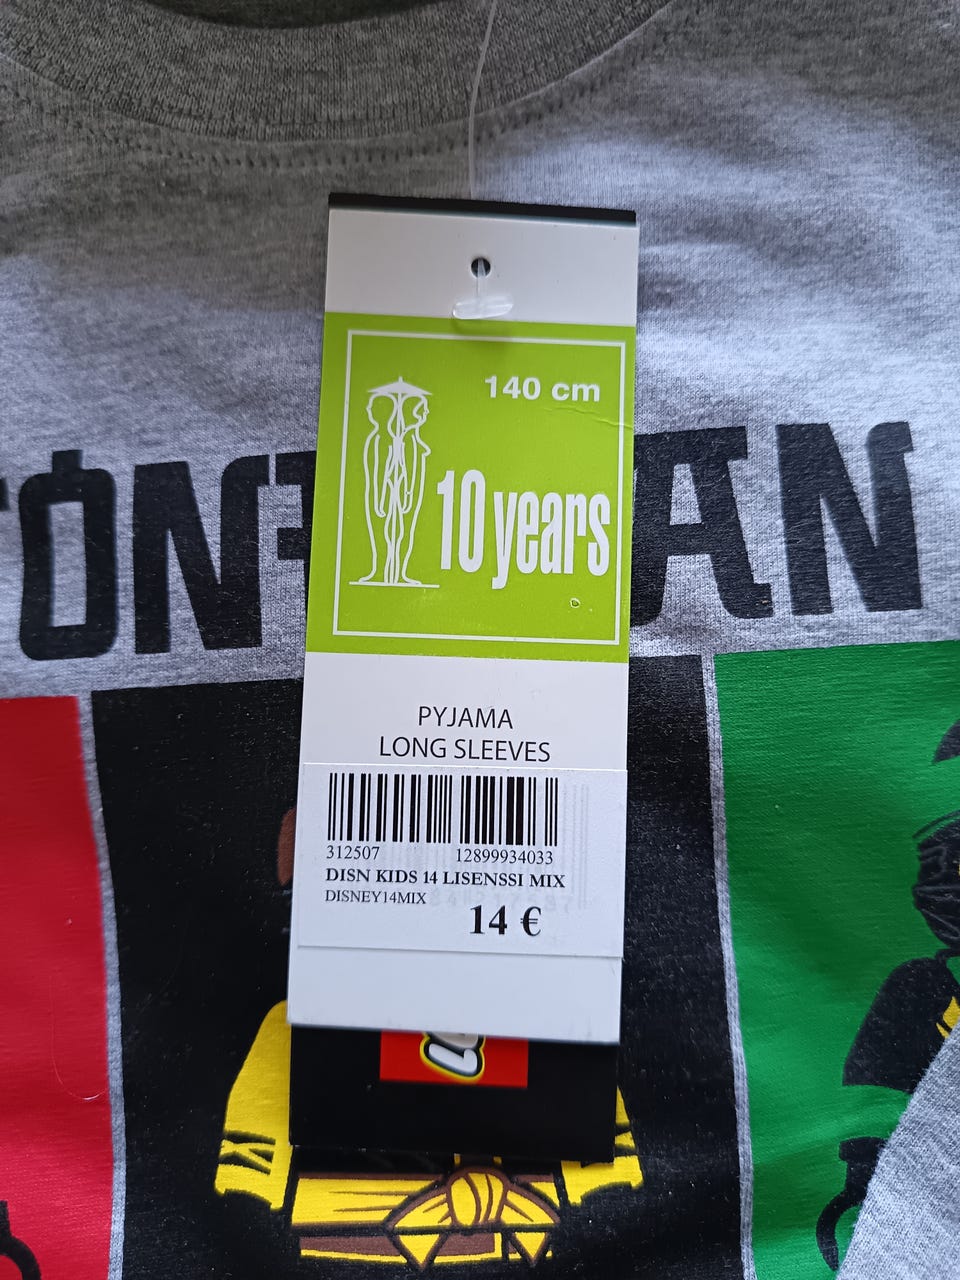 140 cm
10 years
PYJAMA
LONG SLEEVES
312507 12899934033
DISN KIDS 14 LISENSSI MIX
DISNEY14MIX
14 €